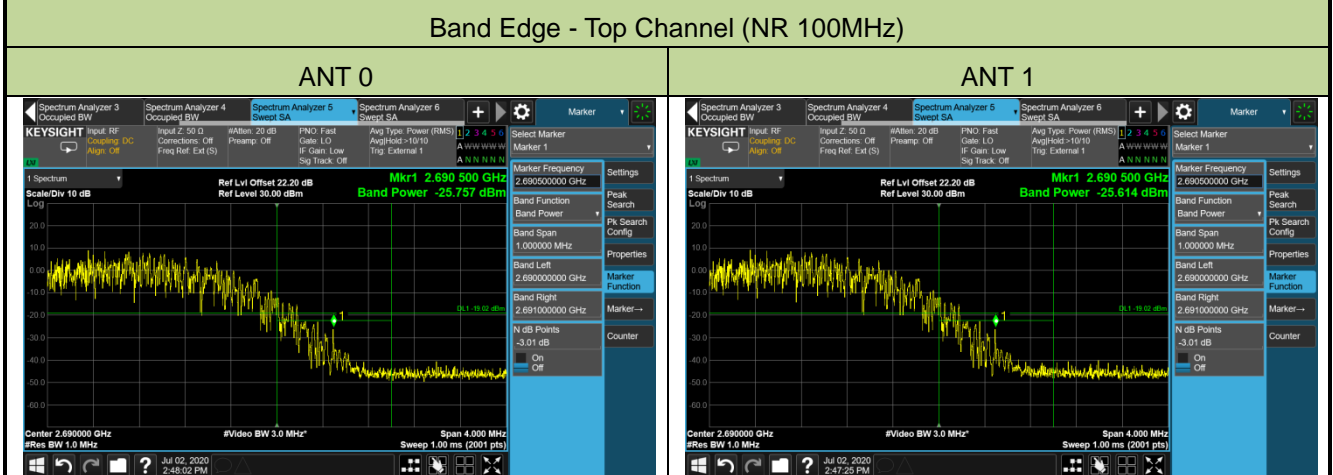 Band Edge - Top Channel (NR 100MHz)
ANT 0
ANT 1
Spectrum Analyzer 3
Occupied BW
Spectrum Analyzer 4
Occupied BW
Spectrum Analyzer 5
Swept SA
Spectrum Analyzer 6
Swept SA
+
Marker
KEYSIGHT
Input: RF
Coupling: DC
Align: Off
Input Z: 50 Ω
Corrections: Off
Freq Ref: Ext (S)
#Atten: 20 dB
Preamp: Off
PNO: Fast
Gate: LO
IF Gain: Low
Sig Track: Off
Avg Type: Power (RMS)
Avg|Hold:>10/10
Trig: External 1
1 2 3 4 5 6
A W W W W W
A N N N N N
LXI
1 Spectrum
Scale/Div 10 dB
Log
Ref Lvl Offset 22.20 dB
Ref Level 30.00 dBm
Mkr1 2.690 500 GHz
Band Power -25.757 dBm
20.0
10.0
0.00
-10.0
-20.0
-30.0
-40.0
-50.0
-60.0
DL1 -19.02 dBm
1
Center 2.690000 GHz
#Res BW 1.0 MHz
#Video BW 3.0 MHz*
Span 4.000 MHz
Sweep 1.00 ms (2001 pts)
Select Marker
Marker 1
Marker Frequency
2.690500000 GHz
Band Function
Band Power
Band Span
1.000000 MHz
Band Left
2.690000000 GHz
Band Right
2.691000000 GHz
N dB Points
-3.01 dB
On
Off
Settings
Peak
Search
Pk Search
Config
Properties
Marker
Function
Marker→
Counter
?
Jul 02, 2020
2:48:02 PM
Spectrum Analyzer 3
Occupied BW
Spectrum Analyzer 4
Occupied BW
Spectrum Analyzer 5
Swept SA
Spectrum Analyzer 6
Swept SA
+
Marker
KEYSIGHT
Input: RF
Coupling: DC
Align: Off
Input Z: 50 Ω
Corrections: Off
Freq Ref: Ext (S)
#Atten: 20 dB
Preamp: Off
PNO: Fast
Gate: LO
IF Gain: Low
Sig Track: Off
Avg Type: Power (RMS)
Avg|Hold:>10/10
Trig: External 1
1 2 3 4 5 6
A W W W W W
A N N N N N
LXI
1 Spectrum
Scale/Div 10 dB
Log
Ref Lvl Offset 22.20 dB
Ref Level 30.00 dBm
Mkr1 2.690 500 GHz
Band Power -25.614 dBm
20.0
10.0
0.00
-10.0
-20.0
-30.0
-40.0
-50.0
-60.0
DL1 -19.02 dBm
1
Center 2.690000 GHz
#Res BW 1.0 MHz
#Video BW 3.0 MHz*
Span 4.000 MHz
Sweep 1.00 ms (2001 pts)
Select Marker
Marker 1
Marker Frequency
2.690500000 GHz
Band Function
Band Power
Band Span
1.000000 MHz
Band Left
2.690000000 GHz
Band Right
2.691000000 GHz
N dB Points
-3.01 dB
On
Off
Settings
Peak
Search
Pk Search
Config
Properties
Marker
Function
Marker→
Counter
?
Jul 02, 2020
2:47:25 PM